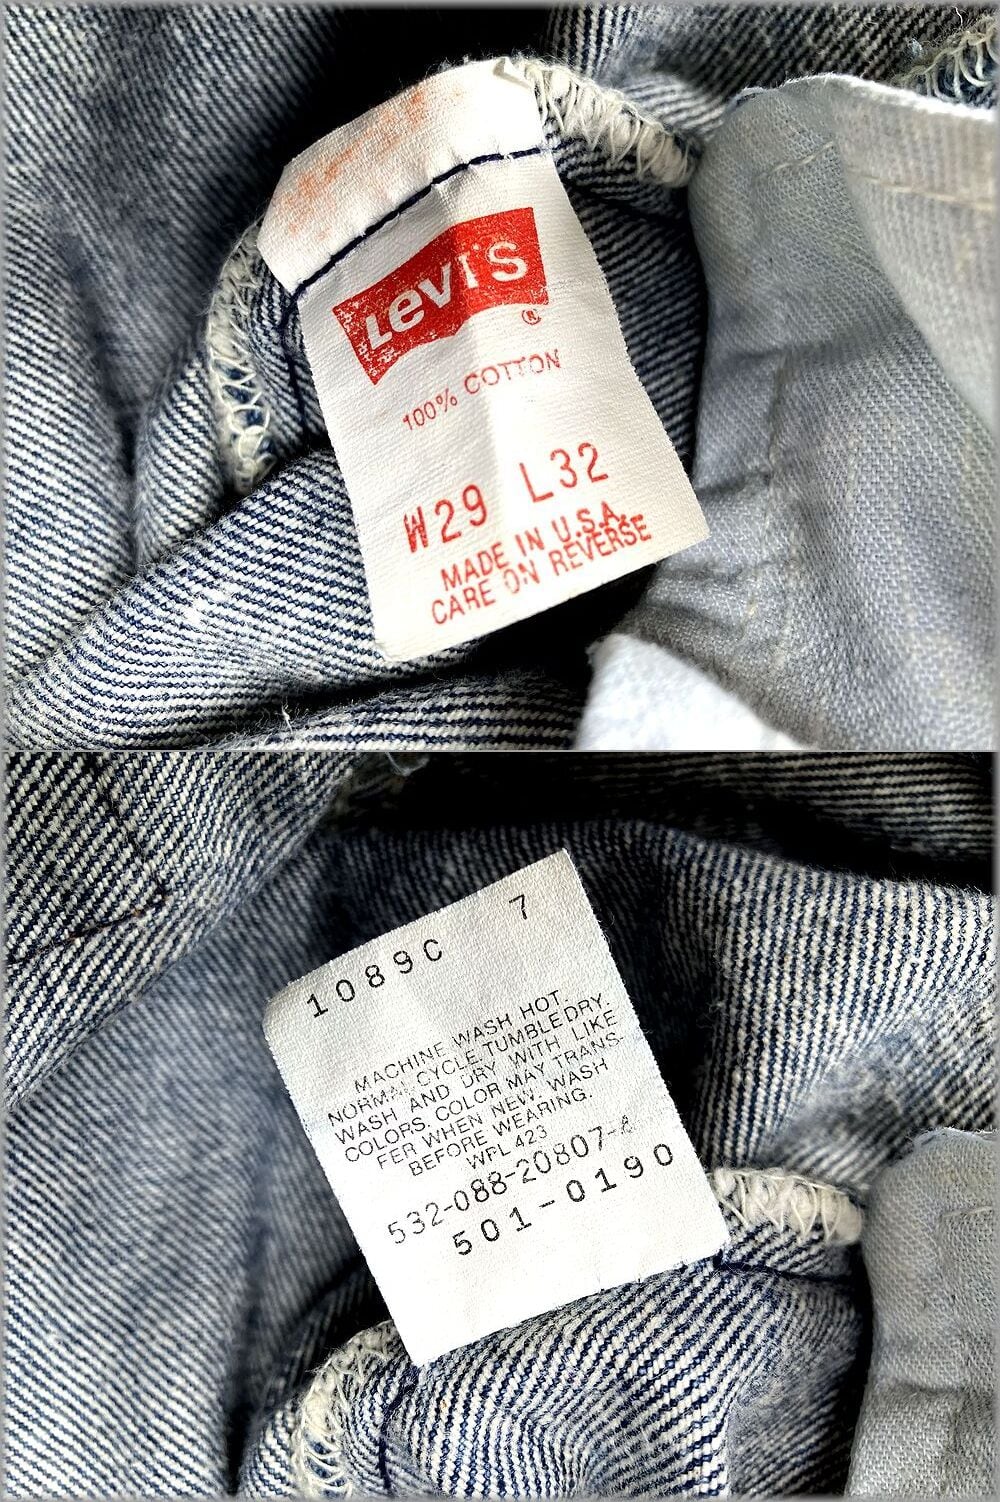 Levi's
®
100% COTTON
W29 L32
MADE IN U.S.A.
CARE ON REVERSE
1089C 7
MACHINE WASH HOT,
NORMAL CYCLE, TUMBLE DRY.
WASH AND DRY WITH LIKE
COLORS. COLOR MAY TRANS-
FER WHEN NEW. WASH
BEFORE WEARING.
WPL 423
532-088-20807-
501-0190